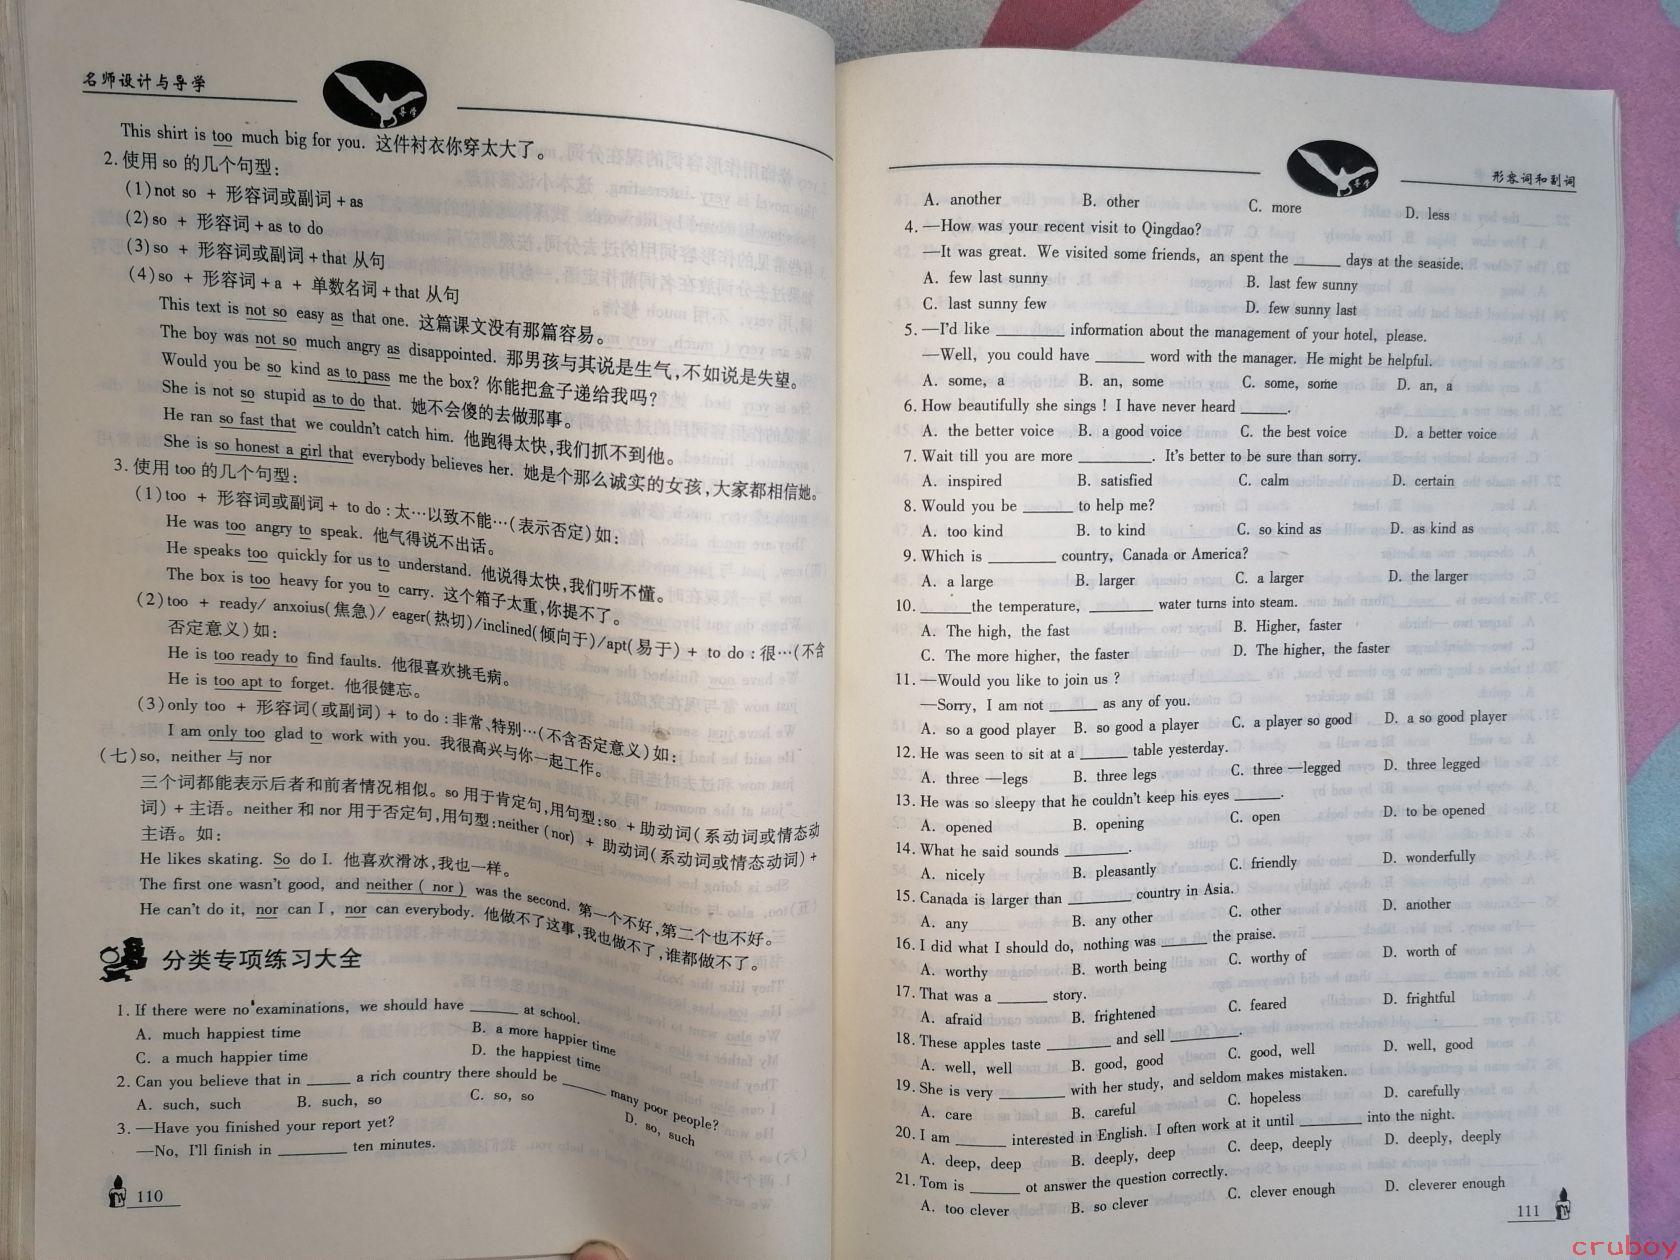 名师设计与导学
This shirt is too much big for you. 这件衬衣你穿太大了。
2.使用 so 的几个句型:
(1)not so + 形容词或副词+as
(2)so + 形容词+as to do
(3)so + 形容词或副词+that 从句
(4)so + 形容词+a + 单数名词+that 从句
This text is not so easy as that one. 这篇课文没有那篇容易。
The boy was not so much angry as disappointed. 那男孩与其说是生气,不如说是失望。
Would you be so kind as to pass me the box? 你能把盒子递给我吗?
She is not so stupid as to do that. 她不会傻的去做那事。
He ran so fast that we couldn't catch him. 他跑得太快,我们抓不到他。
She is so honest a girl that everybody believes her. 她是个那么诚实的女孩,大家都相信她。
3.使用 too 的几个句型:
(1)too + 形容词或副词+ to do :太…以致不能…(表示否定)如:
He was too angry to speak. 他气得说不出话。
He speaks too quickly for us to understand. 他说得太快,我们听不懂。
The box is too heavy for you to carry. 这个箱子太重,你提不了。
(2)too + ready/ anxoius(焦急)/ eager(热切)/inclined(倾向于)/apt(易于) + to do :很…(不含
否定意义)如:
He is too ready to find faults. 他很喜欢挑毛病。
He is too apt to forget. 他很健忘。
(3)only too + 形容词(或副词)+ to do :非常、特别…(不含否定意义)如:
I am only too glad to work with you. 我很高兴与你一起工作。
(七)so, neither 与 nor
三个词都能表示后者和前者情况相似。so 用于肯定句,用句型:so + 助动词(系动词或情态动
词)+主语。neither 和 nor 用于否定句,用句型:neither (nor) + 助动词(系动词或情态动词)+
主语。如:
He likes skating. So do I. 他喜欢滑冰,我也一样。
The first one wasn't good, and neither ( nor ) was the second. 第一个不好,第二个也不好。
He can't do it, nor can I , nor can everybody. 他做不了这事,我也做不了,谁都做不了。
分类专项练习大全
1. If there were no examinations, we should have ______ at school.
A. much happiest time B. a more happier time
C. a much happier time D. the happiest time
2. Can you believe that in _____ a rich country there should be _____ many poor people?
A. such, such B. such, so C. so, so D. so, such
3. —Have you finished your report yet?
—No, I'll finish in ________ ten minutes.
110
形容词和副词
A. another B. other C. more D. less
4. —How was your recent visit to Qingdao?
—It was great. We visited some friends, an spent the ______ days at the seaside.
A. few last sunny B. last few sunny
C. last sunny few D. few sunny last
5. —I'd like ________ information about the management of your hotel, please.
—Well, you could have ______ word with the manager. He might be helpful.
A. some, a B. an, some C. some, some D. an, a
6. How beautifully she sings ! I have never heard ______.
A. the better voice B. a good voice C. the best voice D. a better voice
7. Wait till you are more _________. It's better to be sure than sorry.
A. inspired B. satisfied C. calm D. certain
8. Would you be ______ to help me?
A. too kind B. to kind C. so kind as D. as kind as
9. Which is ________ country, Canada or America?
A. a large B. larger C. a larger D. the larger
10. ______the temperature, ________ water turns into steam.
A. The high, the fast B. Higher, faster
C. The more higher, the faster D. The higher, the faster
11. —Would you like to join us ?
—Sorry, I am not ______ as any of you.
A. so a good player B. so good a player C. a player so good D. a so good player
12. He was seen to sit at a ______ table yesterday.
A. three —legs B. three legs C. three —legged D. three legged
13. He was so sleepy that he couldn't keep his eyes ______.
A. opened B. opening C. open D. to be opened
14. What he said sounds ________.
A. nicely B. pleasantly C. friendly D. wonderfully
15. Canada is larger than ________ country in Asia.
A. any B. any other C. other D. another
16. I did what I should do, nothing was ______ the praise.
A. worthy B. worth being C. worthy of D. worth of
17. That was a ______ story.
A. afraid B. frightened C. feared D. frightful
18. These apples taste ________ and sell ________.
A. well, well B. good, good C. good, well D. well, good
19. She is very ________ with her study, and seldom makes mistaken.
A. care B. careful C. hopeless D. carefully
20. I am ______ interested in English. I often work at it until ________ into the night.
A. deep, deep B. deeply, deep C. deep, deeply D. deeply, deeply
21. Tom is ______ ot answer the question correctly.
A. too clever B. so clever C. clever enough D. cleverer enough
111
cruboy